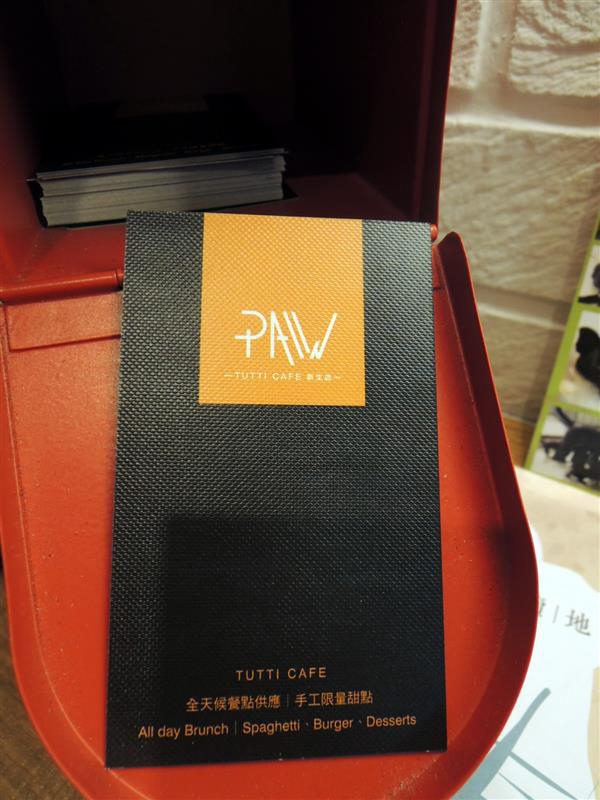 PAW
—TUTTI CAFE 新生店—
TUTTI CAFE
全天候餐點供應｜手工限量甜點
All day Brunch｜Spaghetti、Burger、Desserts
｜地